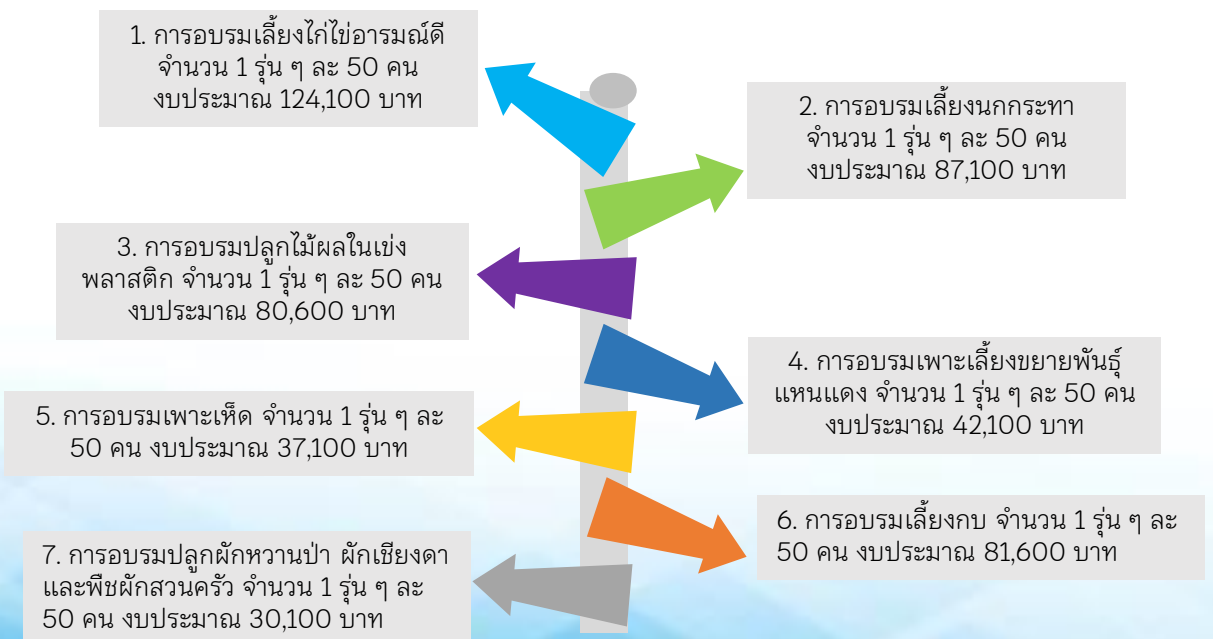 1. การอบรมเลี้ยงไก่ไข่อารมณ์ดี
จำนวน 1 รุ่น ๆ ละ 50 คน
งบประมาณ 124,100 บาท
2. การอบรมเลี้ยงนกกระทา
จำนวน 1 รุ่น ๆ ละ 50 คน
งบประมาณ 87,100 บาท
3. การอบรมปลูกไม้ผลในเข่ง
พลาสติก จำนวน 1 รุ่น ๆ ละ 50 คน
งบประมาณ 80,600 บาท
4. การอบรมเพาะเลี้ยงขยายพันธุ์
แหนแดง จำนวน 1 รุ่น ๆ ละ 50 คน
งบประมาณ 42,100 บาท
5. การอบรมเพาะเห็ด จำนวน 1 รุ่น ๆ ละ
50 คน งบประมาณ 37,100 บาท
6. การอบรมเลี้ยงกบ จำนวน 1 รุ่น ๆ ละ
50 คน งบประมาณ 81,600 บาท
7. การอบรมปลูกผักหวานป่า ผักเชียงดา
และพืชผักสวนครัว จำนวน 1 รุ่น ๆ ละ
50 คน งบประมาณ 30,100 บาท